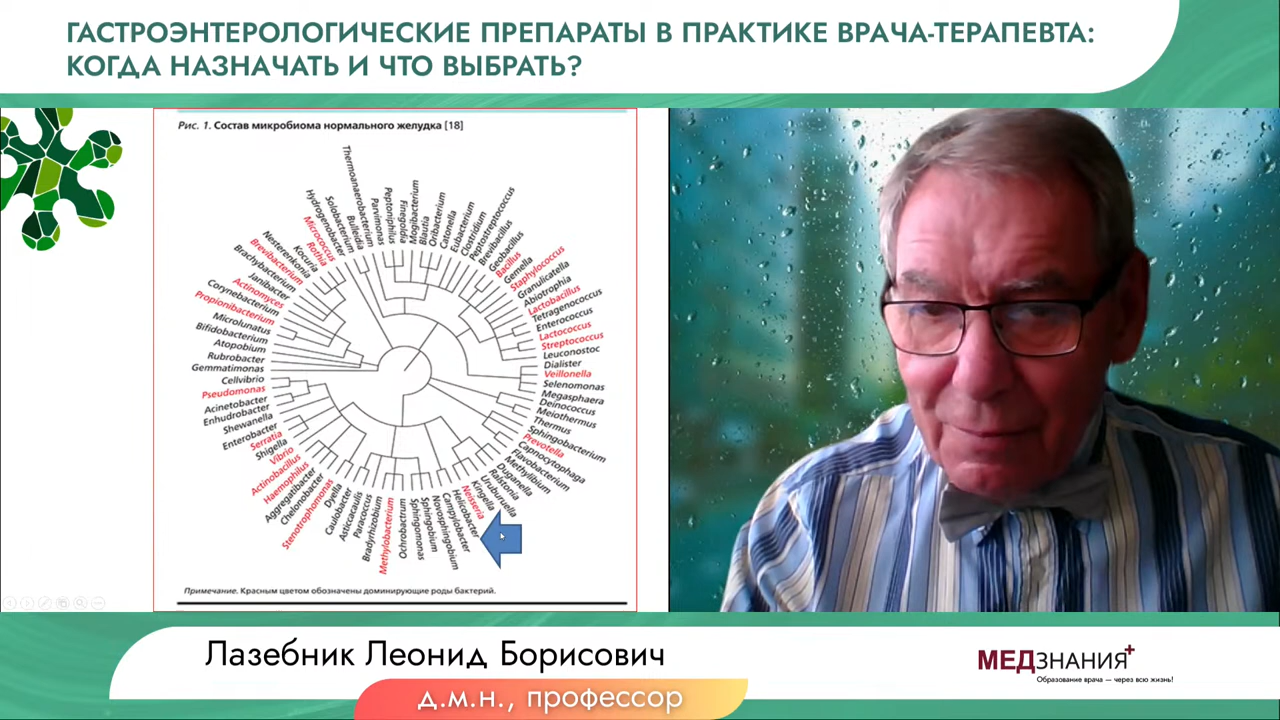 ГАСТРОЭНТЕРОЛОГИЧЕСКИЕ ПРЕПАРАТЫ В ПРАКТИКЕ ВРАЧА-ТЕРАПЕВТА:
КОГДА НАЗНАЧАТЬ И ЧТО ВЫБРАТЬ?
Рис. 1. Состав микробиома нормального желудка [18]
Thermoanaerobacterium
Parvimonas
Peptoniphilus
Finegoldia
Mogibacterium
Blautia
Oribacterium
Catonella
Eubacterium
Clostridium
Peptostreptococcus
Brevibacillus
Geobacillus
Bacillus
Gemella
Staphylococcus
Granulicatella
Abiotrophia
Lactobacillus
Tetragenococcus
Enterococcus
Lactococcus
Streptococcus
Leuconostoc
Dialister
Veillonella
Selenomonas
Megasphaera
Deinococcus
Meiothermus
Thermus
Sphingobacterium
Prevotella
Capnocytophaga
Flavobacterium
Methylibium
Duganella
Ralstonia
Uruburuella
Kingella
Neisseria
Helicobacter
Campylobacter
Novosphingobium
Sphingobium
Sphingomonas
Ochrobactrum
Methylobacterium
Bradyrhizobium
Paracoccus
Asticcacaulis
Caulobacter
Dyella
Stenotrophomonas
Chelonobacter
Aggregatibacter
Haemophilus
Actinobacillus
Vibrio
Shigella
Serratia
Enterobacter
Shewanella
Enhudrobacter
Acinetobacter
Pseudomonas
Cellvibrio
Gemmatimonas
Rubrobacter
Atopobium
Bifidobacterium
Microlunatus
Propionibacterium
Corynebacterium
Actinomyces
Janibacter
Brachybacterium
Brevibacterium
Nesterenkonia
Kocuria
Rothia
Micrococcus
Hydrogenobacter
Solobacterium
Bulleidia
Примечание. Красным цветом обозначены доминирующие роды бактерий.
Лазебник Леонид Борисович
д.м.н., профессор
МЕДЗНАНИЯ+
Образование врача — через всю жизнь!